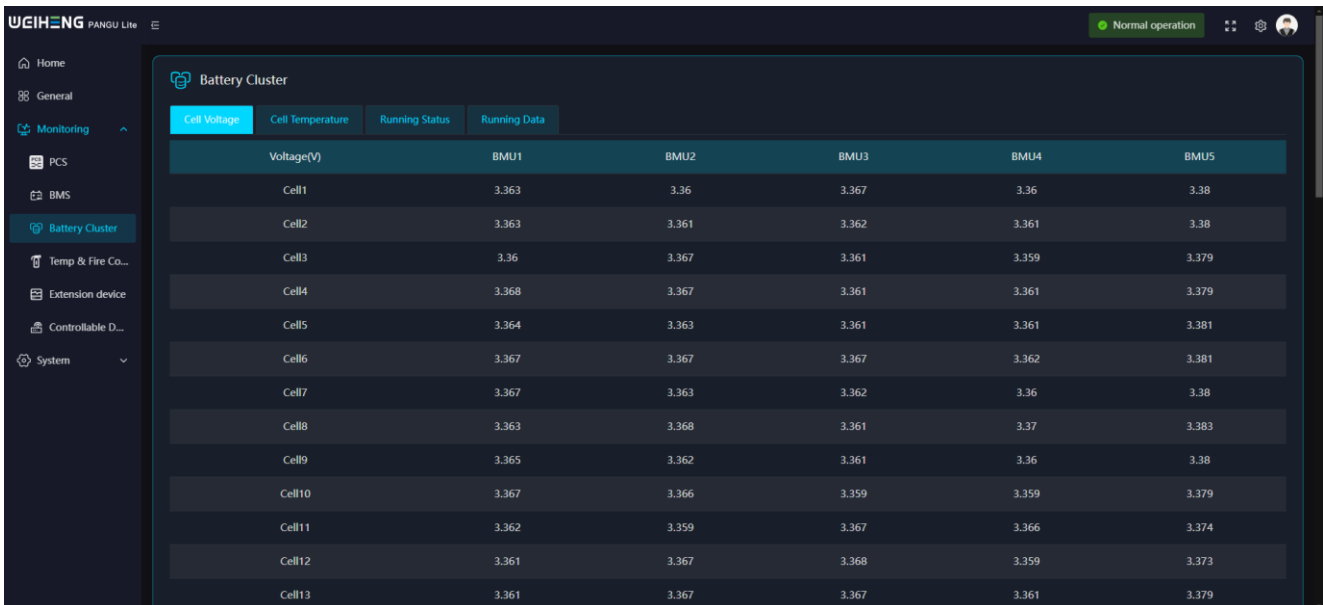 WEIHENG PANGU Lite
Normal operation
Home
General
Monitoring
PCS
BMS
Battery Cluster
Temp & Fire Co...
Extension device
Controllable D...
System
Battery Cluster
Cell Voltage Cell Temperature Running Status Running Data
Voltage(V) BMU1 BMU2 BMU3 BMU4 BMU5
Cell1 3.363 3.36 3.367 3.36 3.38
Cell2 3.363 3.361 3.362 3.361 3.38
Cell3 3.36 3.367 3.361 3.359 3.379
Cell4 3.368 3.367 3.361 3.361 3.379
Cell5 3.364 3.363 3.361 3.361 3.381
Cell6 3.367 3.367 3.367 3.362 3.381
Cell7 3.367 3.363 3.362 3.36 3.38
Cell8 3.363 3.368 3.361 3.37 3.383
Cell9 3.365 3.362 3.361 3.36 3.38
Cell10 3.367 3.366 3.359 3.359 3.379
Cell11 3.362 3.359 3.367 3.366 3.374
Cell12 3.361 3.367 3.368 3.359 3.373
Cell13 3.361 3.367 3.367 3.361 3.379